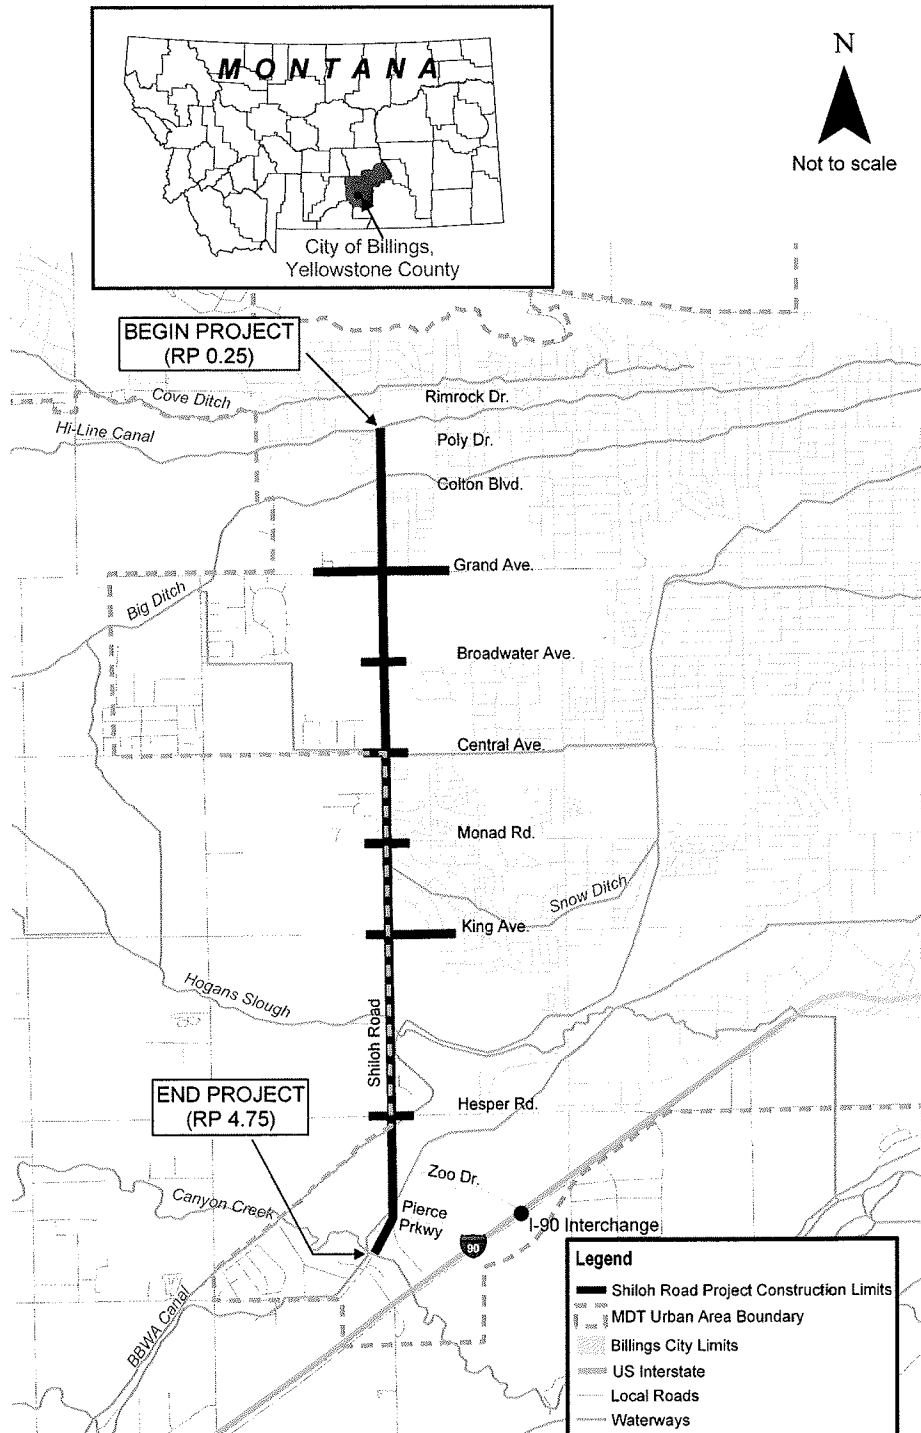 MONTANA
City of Billings,
Yellowstone County
N
Not to scale
BEGIN PROJECT
(RP 0.25)
Cove Ditch
Rimrock Dr.
Hi-Line Canal
Poly Dr.
Colton Blvd.
Grand Ave.
Big Ditch
Broadwater Ave.
Central Ave.
Monad Rd.
Snow Ditch
King Ave.
Hogans Slough
Shiloh Road
END PROJECT
(RP 4.75)
Hesper Rd.
Zoo Dr.
Canyon Creek
Pierce
Prkwy
I-90 Interchange
90
BBWA Canal
Legend
Shiloh Road Project Construction Limits
MDT Urban Area Boundary
Billings City Limits
US Interstate
Local Roads
Waterways